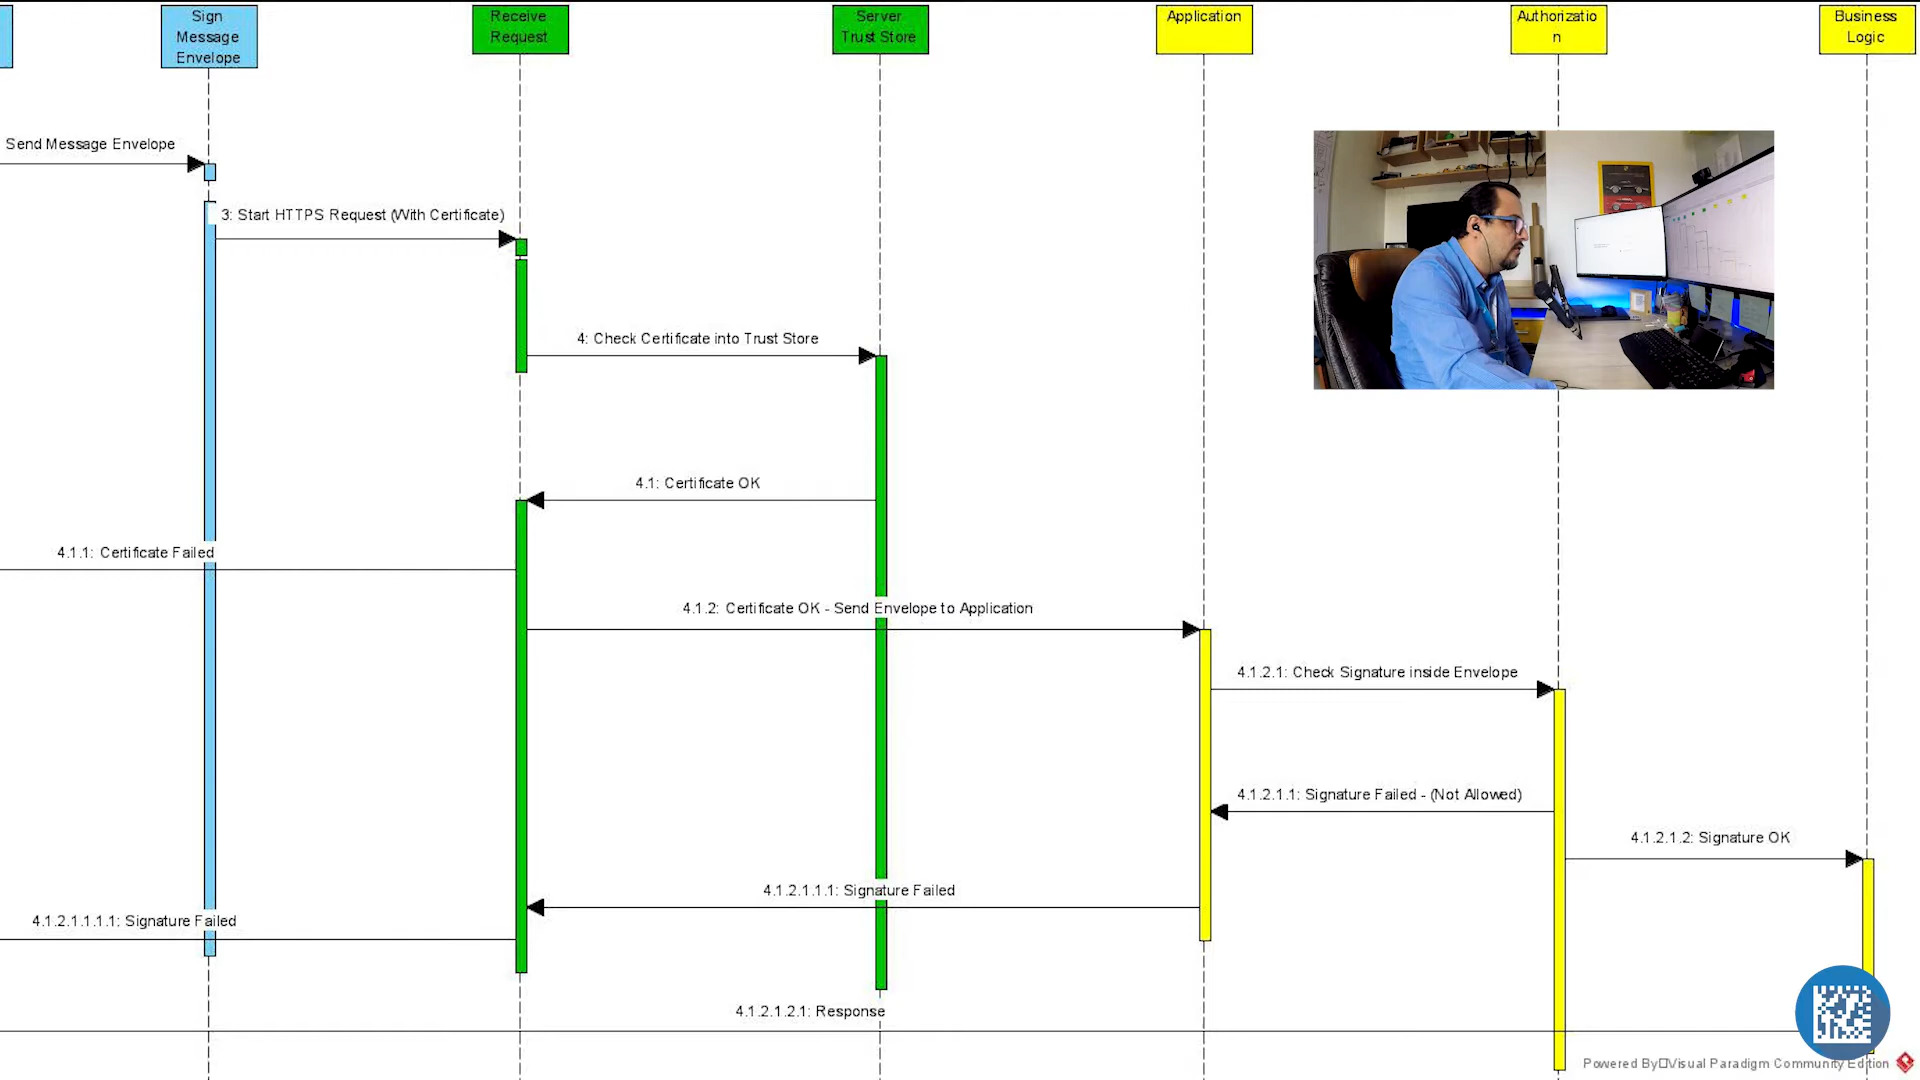 Sign
Message
Envelope
Receive
Request
Server
Trust Store
Application
Authorizatio
n
Business
Logic
Send Message Envelope
3: Start HTTPS Request (With Certificate)
4: Check Certificate into Trust Store
4.1: Certificate OK
4.1.1: Certificate Failed
4.1.2: Certificate OK - Send Envelope to Application
4.1.2.1: Check Signature inside Envelope
4.1.2.1.1: Signature Failed - (Not Allowed)
4.1.2.1.2: Signature OK
4.1.2.1.1.1: Signature Failed
4.1.2.1.1.1.1: Signature Failed
4.1.2.1.2.1: Response
Powered By Visual Paradigm Community Edition